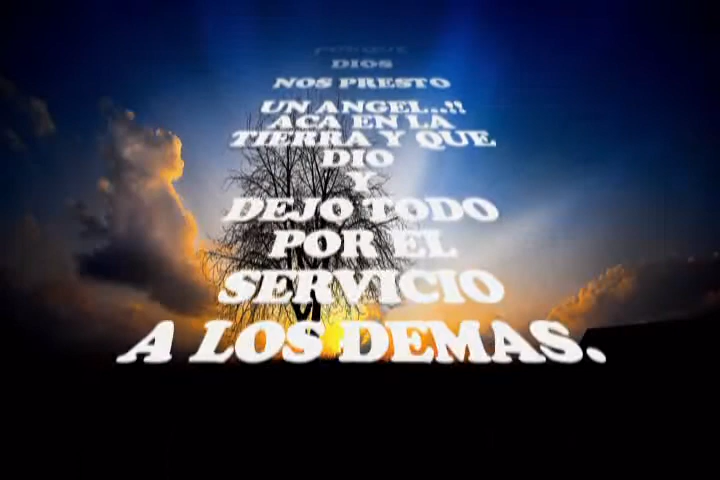 DIOS
NOS PRESTO
UN ANGEL..!!
ACA EN LA
TIERRA Y QUE
DIO
Y
DEJO TODO
POR EL
SERVICIO
A LOS DEMAS.